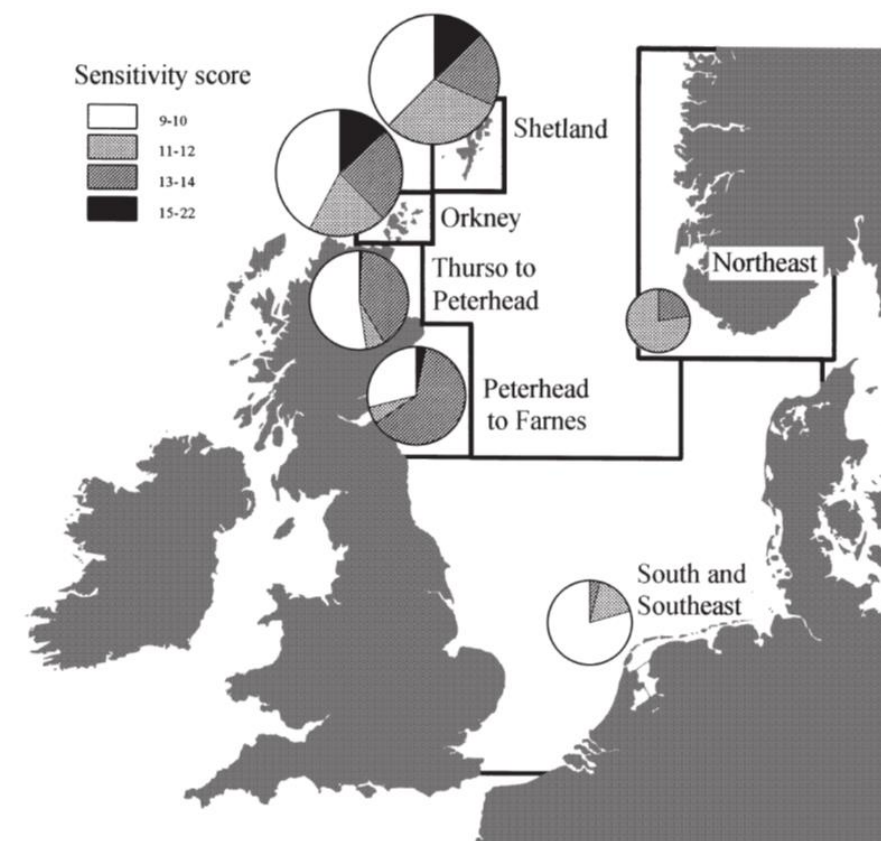 Sensitivity score
9-10
11-12
13-14
15-22
Shetland
Orkney
Thurso to
Peterhead
Northeast
Peterhead
to Farnes
South and
Southeast